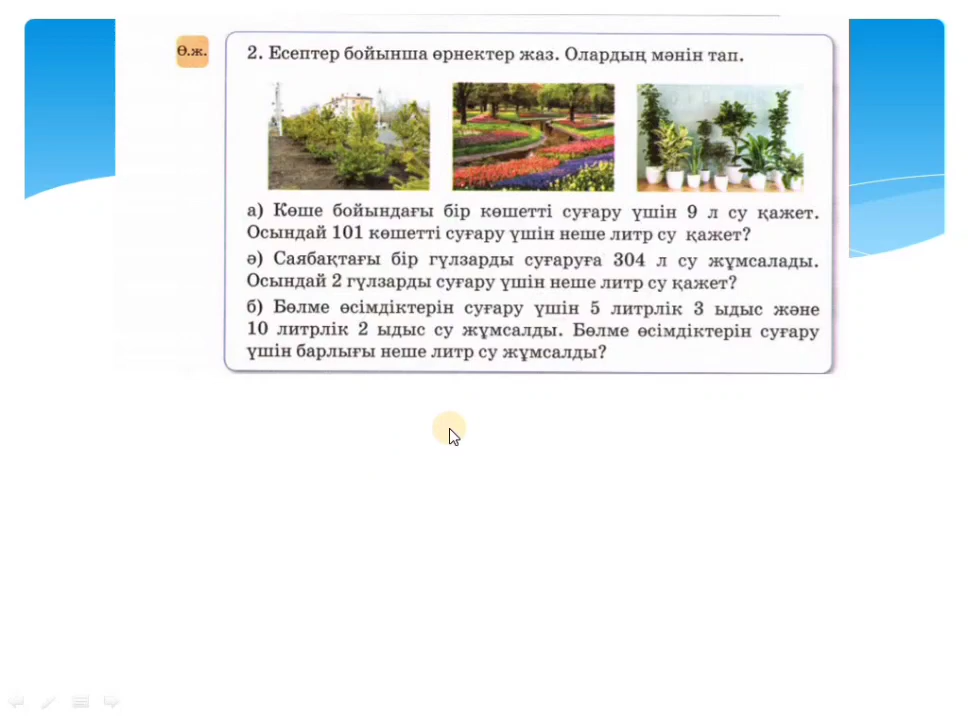 Ө.ж.
2. Есептер бойынша өрнектер жаз. Олардың мәнін тап.
а) Көше бойындағы бір көшетті суғару үшін 9 л су қажет.
Осындай 101 көшетті суғару үшін неше литр су қажет?
ә) Саябақтағы бір гүлзарды суғаруға 304 л су жұмсалады.
Осындай 2 гүлзарды суғару үшін неше литр су қажет?
б) Бөлме өсімдіктерін суғару үшін 5 литрлік 3 ыдыс және
10 литрлік 2 ыдыс су жұмсалды. Бөлме өсімдіктерін суғару
үшін барлығы неше литр су жұмсалды?